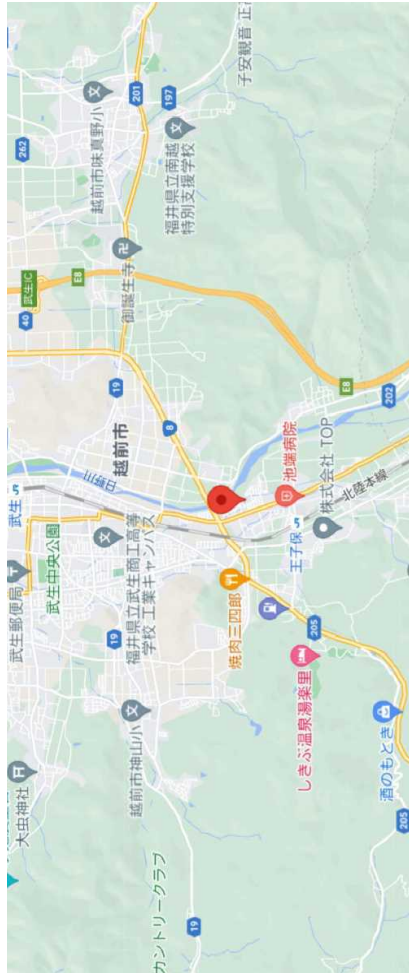 大虫神社
武生郵便局
武生
40
武生IC
262
武生中央公園
19
越前市神山小
福井県立武生商工高等
学校 工業キャンパス
日野川
越前市
19
E8
越前市味真野小
201
御誕生寺
8
カントリークラブ
19
福井県立南越
特別支援学校
197
焼肉三四郎
子安観音
しきぶ温泉湯楽里
205
王子保
池端病院
株式会社 TOP
北陸本線
E8
202
酒のもとき
205